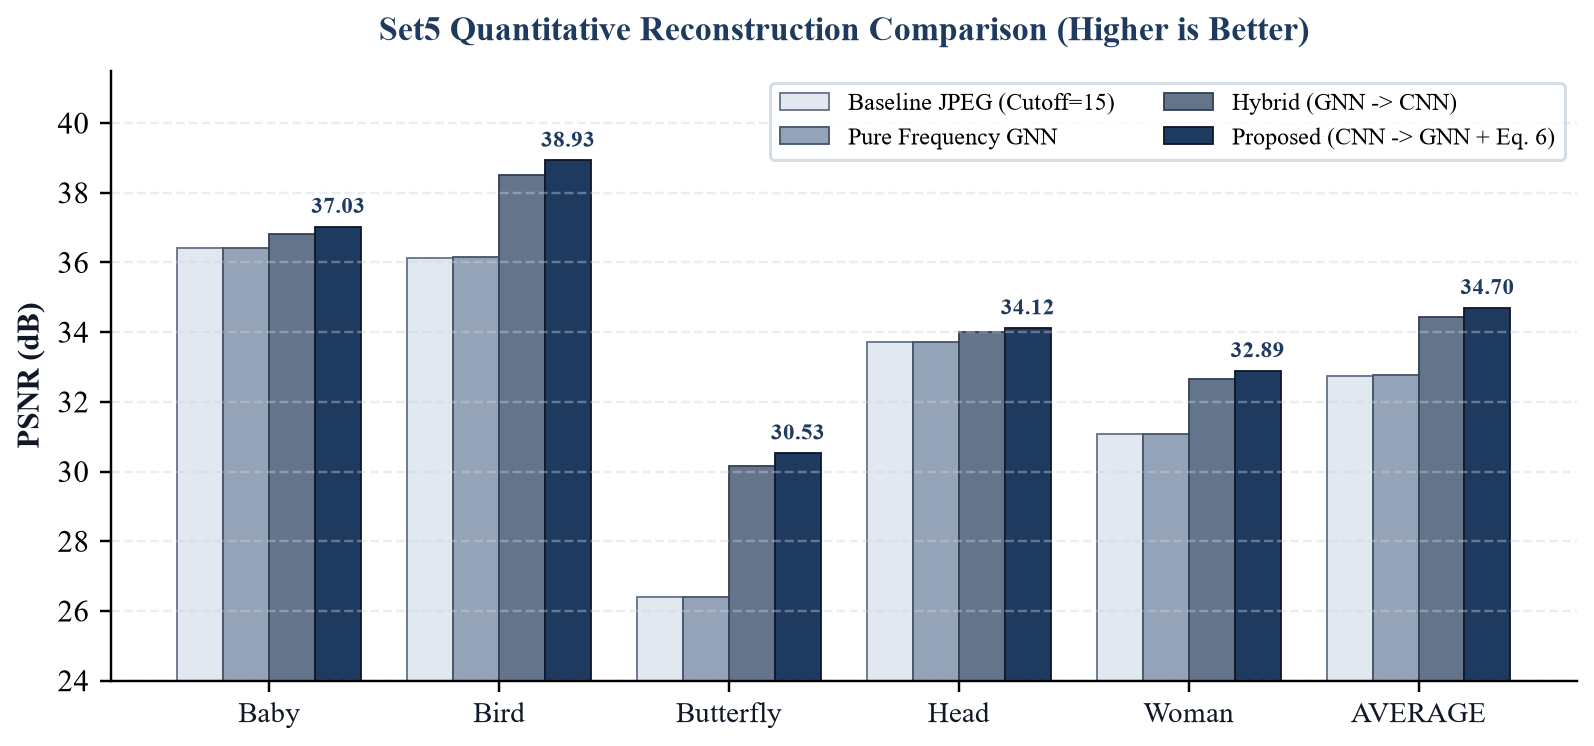 Set5 Quantitative Reconstruction Comparison (Higher is Better)
Baseline JPEG (Cutoff=15)
Pure Frequency GNN
Hybrid (GNN -> CNN)
Proposed (CNN -> GNN + Eq. 6)
PSNR (dB)
40
38
36
34
32
30
28
26
24
37.03
38.93
30.53
34.12
32.89
34.70
Baby
Bird
Butterfly
Head
Woman
AVERAGE